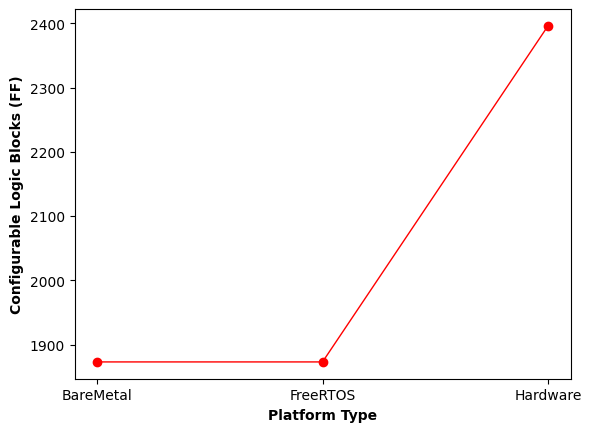 2400
2300
2200
2100
2000
1900
Configurable Logic Blocks (FF)
BareMetal FreeRTOS Hardware
Platform Type